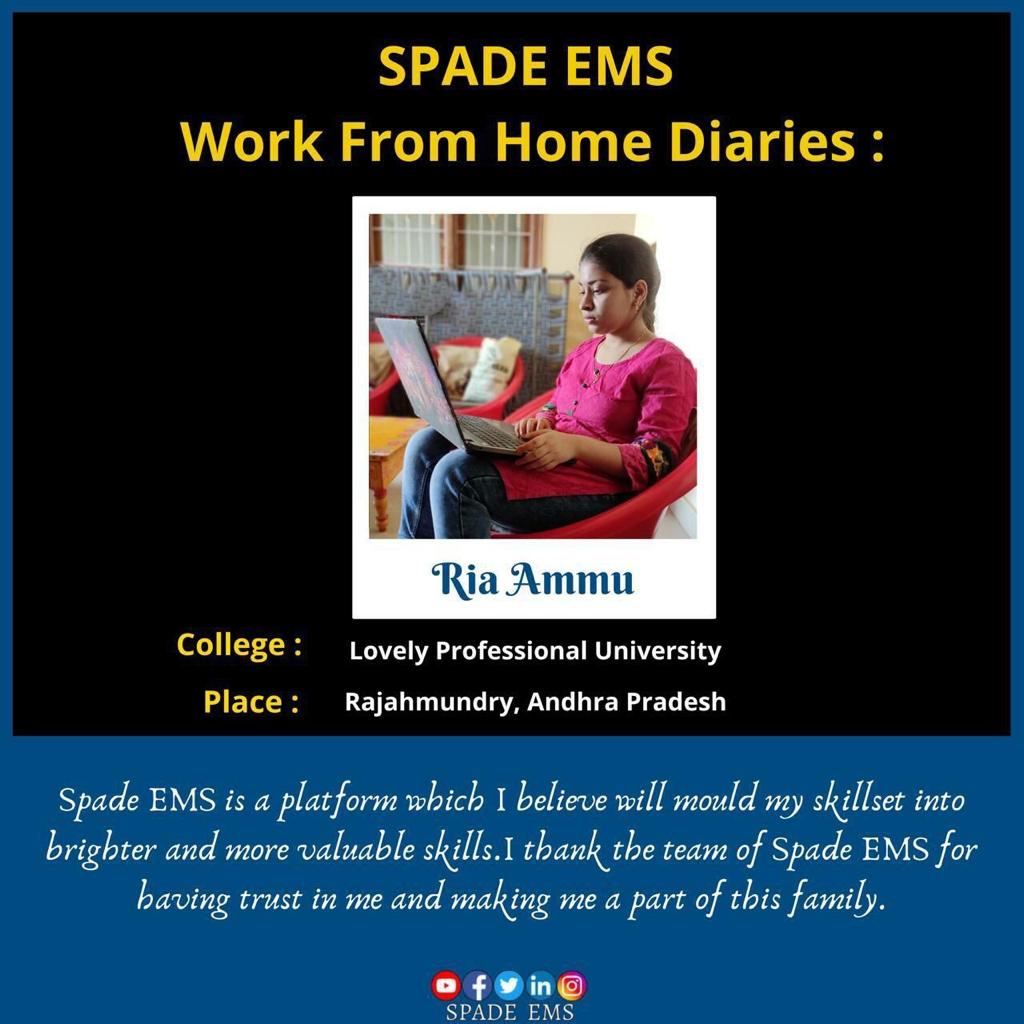 SPADE EMS
Work From Home Diaries :
Ria Ammu
College : Lovely Professional University
Place : Rajahmundry, Andhra Pradesh
Spade EMS is a platform which I believe will mould my skillset into
brighter and more valuable skills.I thank the team of Spade EMS for
having trust in me and making me a part of this family.
SPADE EMS